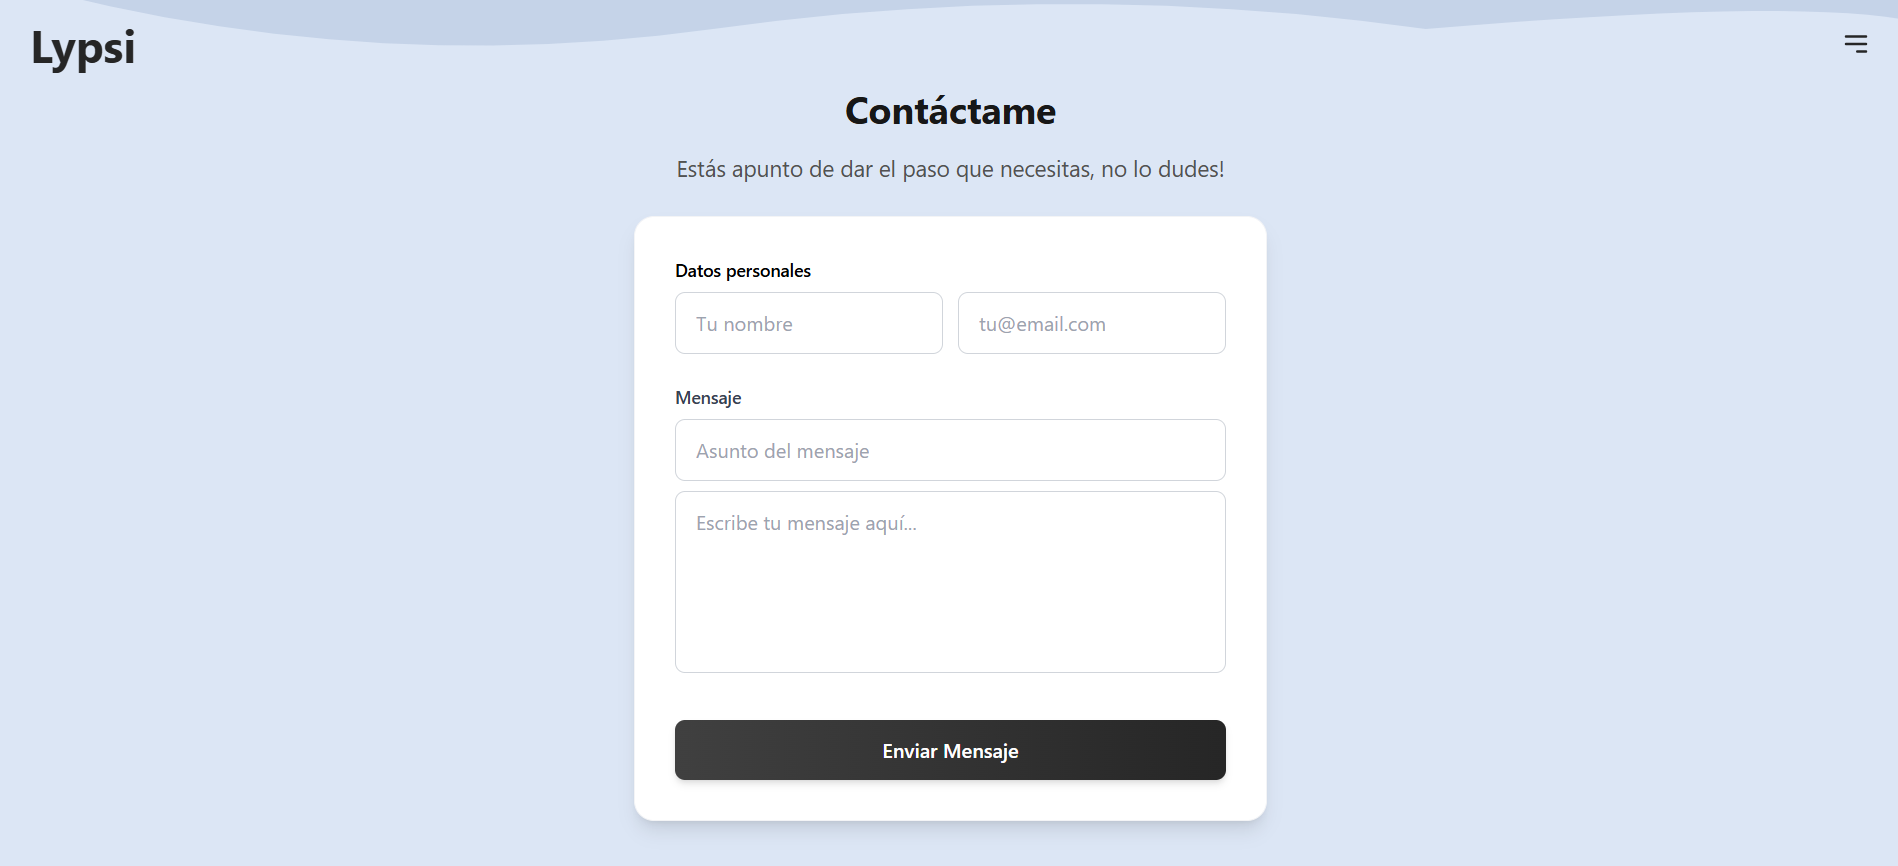 Lypsi
Contáctame
Estás apunto de dar el paso que necesitas, no lo dudes!
Datos personales
Tu nombre
tu@email.com
Mensaje
Asunto del mensaje
Escribe tu mensaje aquí...
Enviar Mensaje